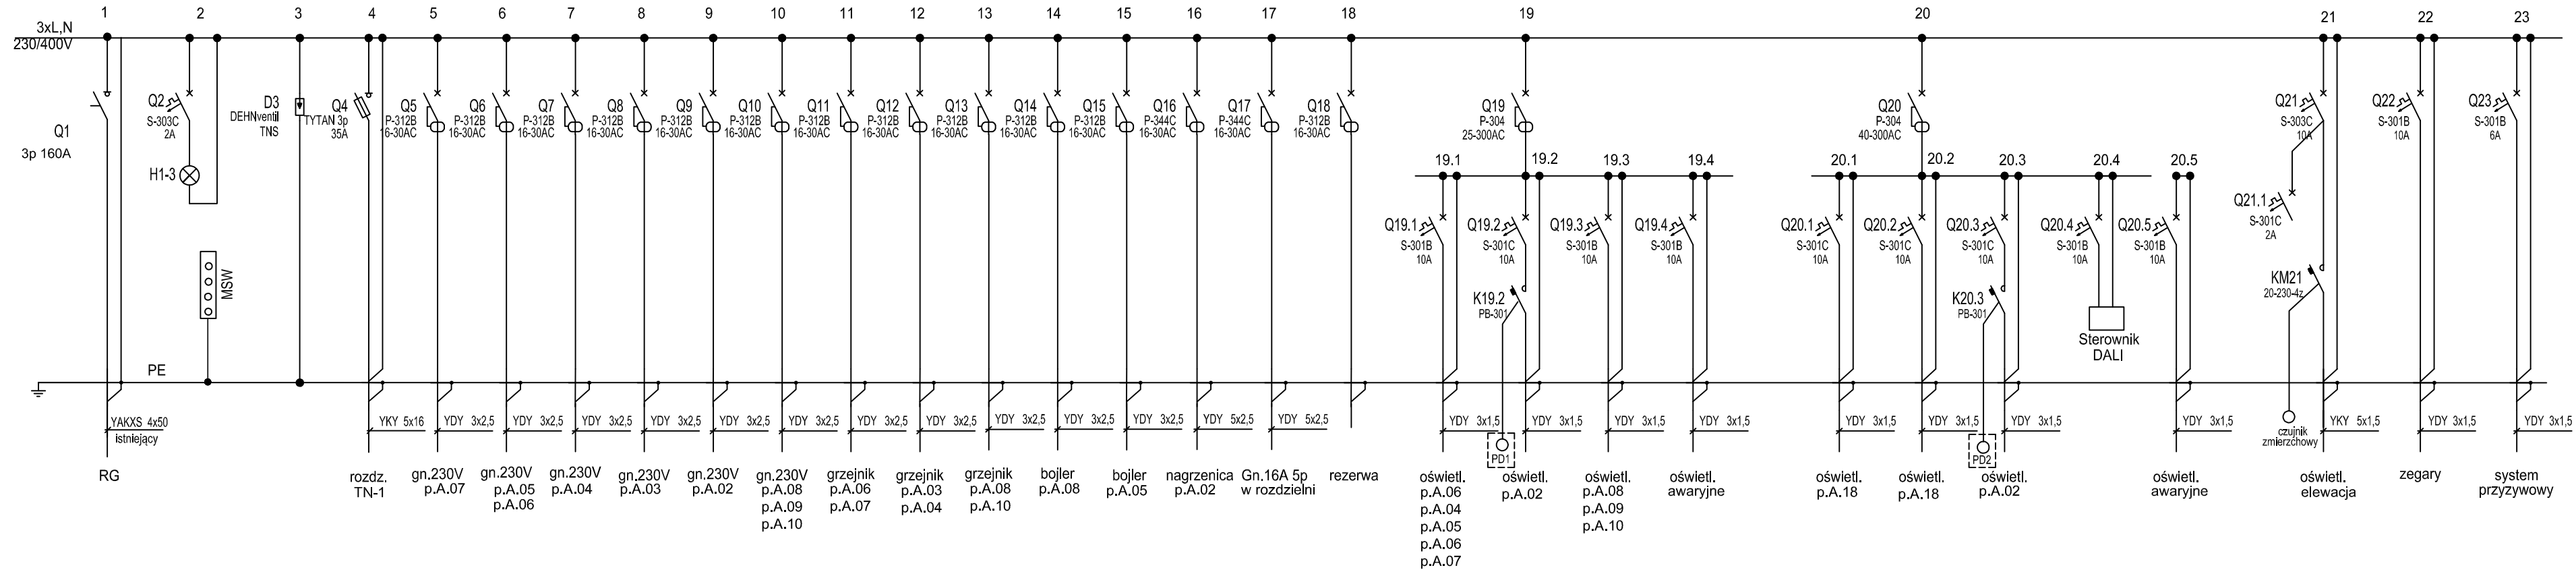 1 2 3 4 5 6 7 8 9 10 11 12 13 14 15 16 17 18 19 20 21 22 23
3xL,N
230/400V
Q1
3p 160A
Q2
S-303C
2A
H1-3
MSW
D3
DEHNventil
TNS
Q4
TYTAN 3p
35A
Q5
P-312B
16-30AC
Q6
P-312B
16-30AC
Q7
P-312B
16-30AC
Q8
P-312B
16-30AC
Q9
P-312B
16-30AC
Q10
P-312B
16-30AC
Q11
P-312B
16-30AC
Q12
P-312B
16-30AC
Q13
P-312B
16-30AC
Q14
P-312B
16-30AC
Q15
P-312B
16-30AC
Q16
P-344C
16-30AC
Q17
P-344C
16-30AC
Q18
P-312B
16-30AC
Q19
P-304
25-300AC
Q20
P-304
40-300AC
Q21
S-303C
10A
Q22
S-301B
10A
Q23
S-301B
6A
19.1 19.2 19.3 19.4
20.1 20.2 20.3 20.4 20.5
Q19.1
S-301B
10A
Q19.2
S-301C
10A
Q19.3
S-301B
10A
Q19.4
S-301B
10A
Q20.1
S-301C
10A
Q20.2
S-301C
10A
Q20.3
S-301C
10A
Q20.4
S-301B
10A
Q20.5
S-301B
10A
Q21.1
S-301C
2A
K19.2
PB-301
K20.3
PB-301
Sterownik
DALI
KM21
20-230-4z
PE
YAKXS 4x50
istniejący
YKY 5x16
YDY 3x2,5
YDY 3x2,5
YDY 3x2,5
YDY 3x2,5
YDY 3x2,5
YDY 3x2,5
YDY 3x2,5
YDY 3x2,5
YDY 3x2,5
YDY 3x2,5
YDY 3x2,5
YDY 5x2,5
YDY 5x2,5
YDY 3x1,5
YDY 3x1,5
YDY 3x1,5
YDY 3x1,5
YDY 3x1,5
YDY 3x1,5
YDY 3x1,5
YDY 3x1,5
YKY 5x1,5
YDY 3x1,5
YDY 3x1,5
PD1
PD2
czujnik
zmierzchowy
RG
rozdz.
TN-1
gn.230V
p.A.07
gn.230V
p.A.05
p.A.06
gn.230V
p.A.04
gn.230V
p.A.03
gn.230V
p.A.02
gn.230V
p.A.08
p.A.09
p.A.10
grzejnik
p.A.06
p.A.07
grzejnik
p.A.03
p.A.04
grzejnik
p.A.08
p.A.10
bojler
p.A.08
bojler
p.A.05
nagrzenica
p.A.02
Gn.16A 5p
w rozdzielni
rezerwa
oświetl.
p.A.06
p.A.04
p.A.05
p.A.06
p.A.07
oświetl.
p.A.02
oświetl.
p.A.08
p.A.09
p.A.10
oświetl.
awaryjne
oświetl.
p.A.18
oświetl.
p.A.18
oświetl.
p.A.02
oświetl.
awaryjne
oświetl.
elewacja
zegary
system
przyzywowy